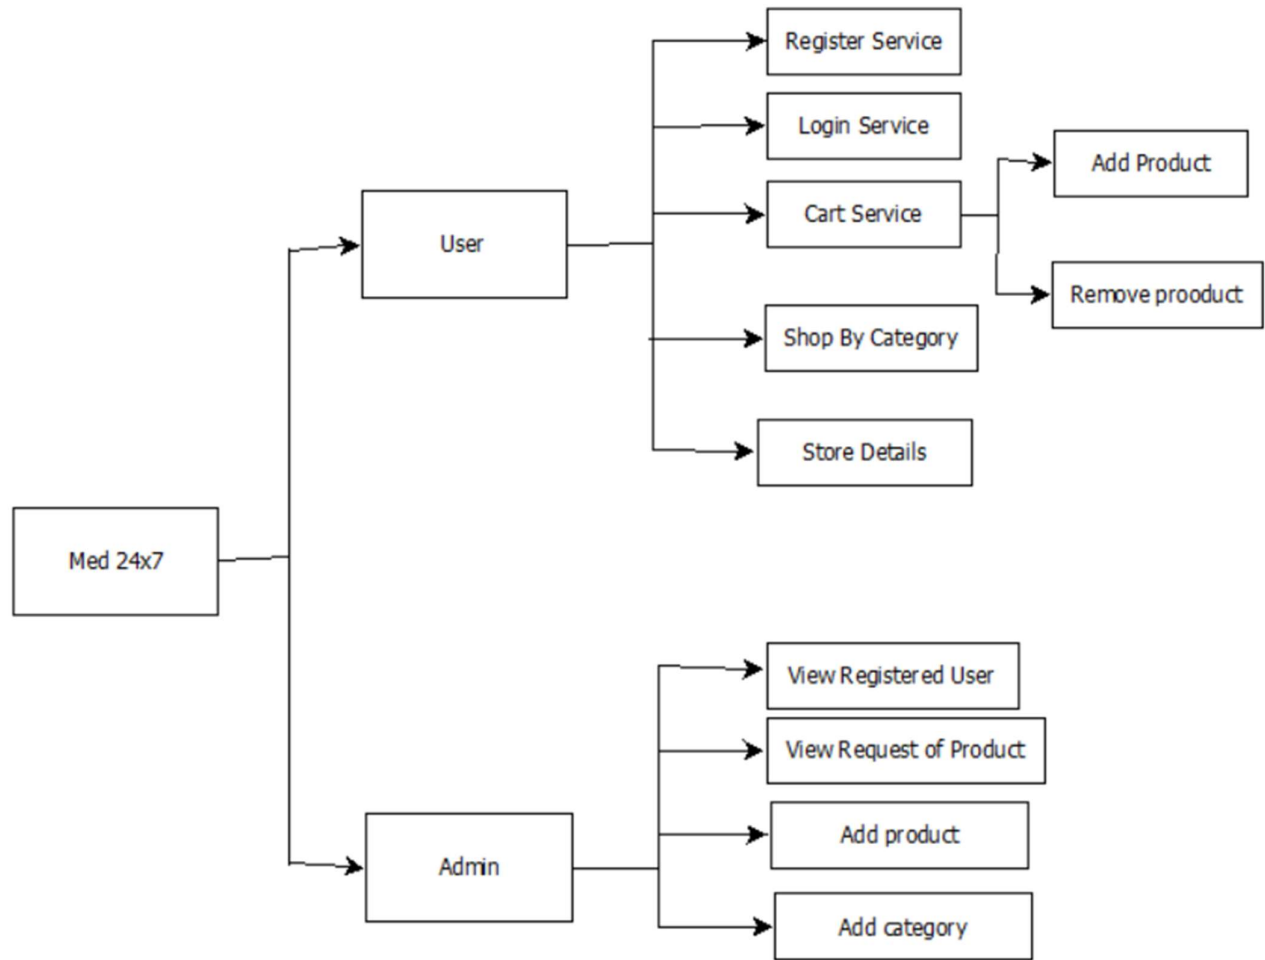 Register Service
Login Service
Add Product
Cart Service
User
Remove prooduct
Shop By Category
Store Details
Med 24x7
View Registered User
View Request of Product
Add product
Admin
Add category